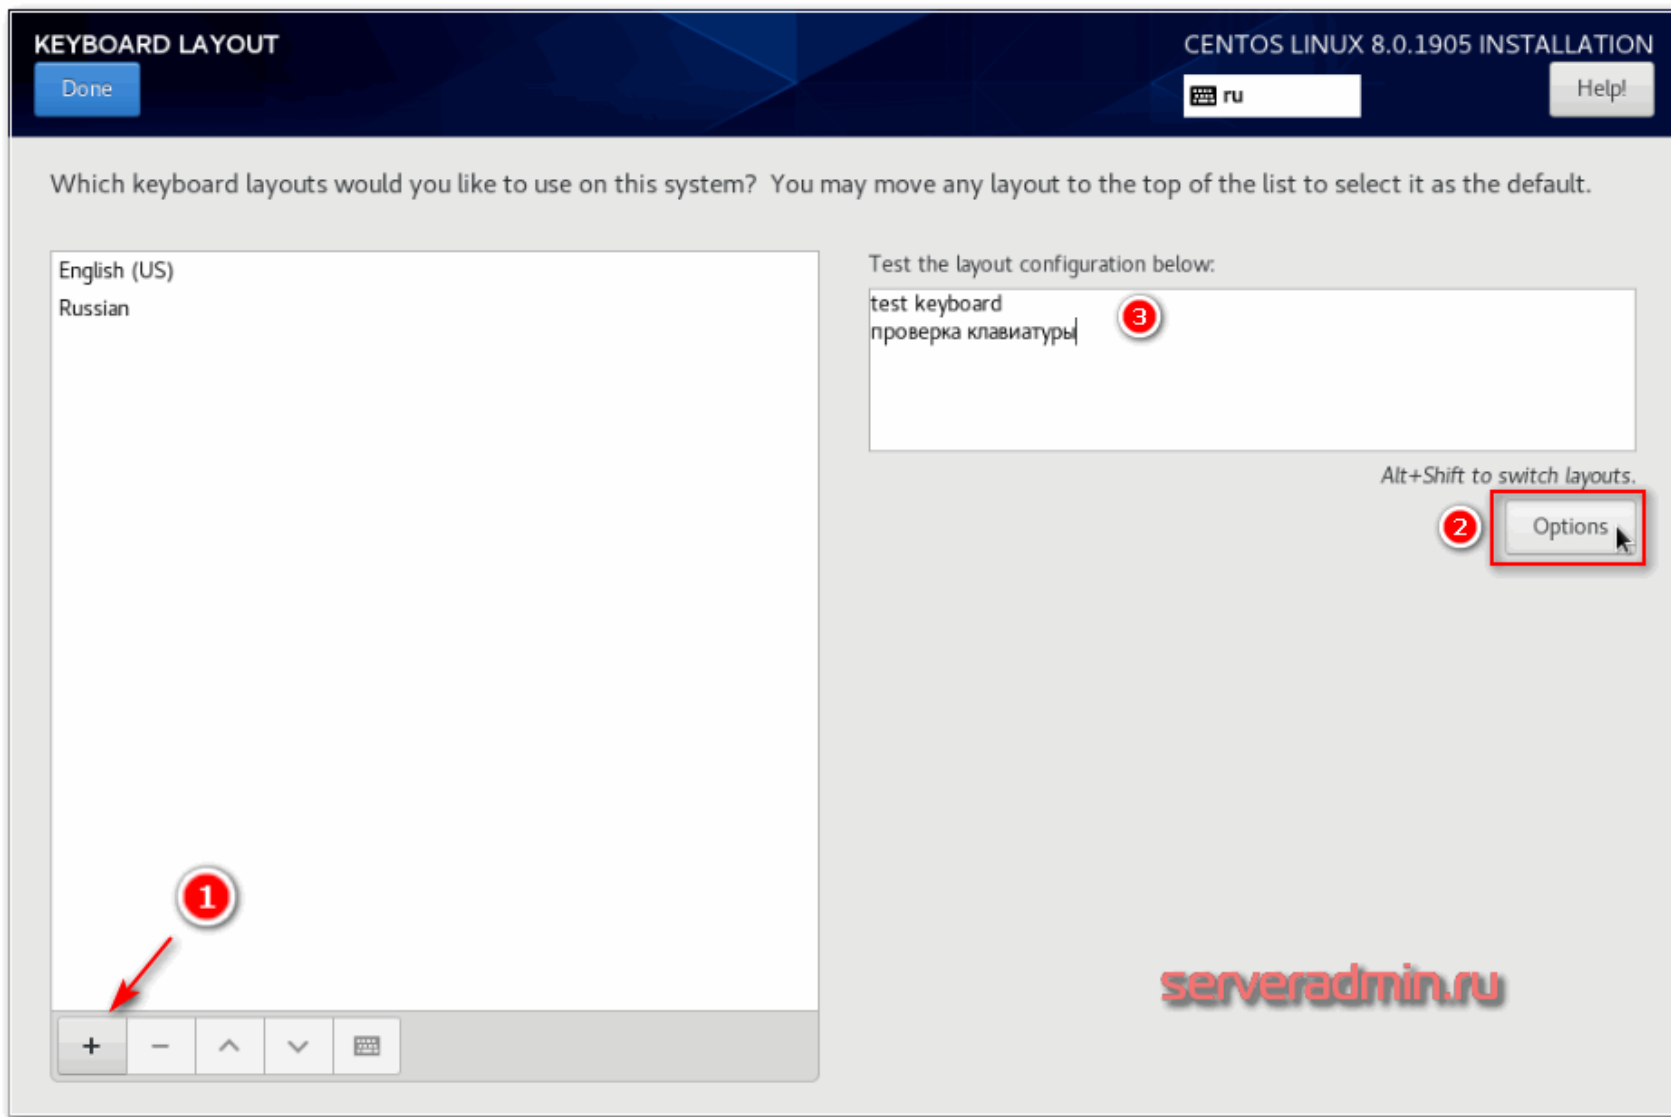 KEYBOARD LAYOUT
CENTOS LINUX 8.0.1905 INSTALLATION
Done
ru
Help!
Which keyboard layouts would you like to use on this system? You may move any layout to the top of the list to select it as the default.
English (US)
Russian
Test the layout configuration below:
test keyboard
проверка клавиатуры
3
Alt+Shift to switch layouts.
2
Options
1
serveradmin.ru